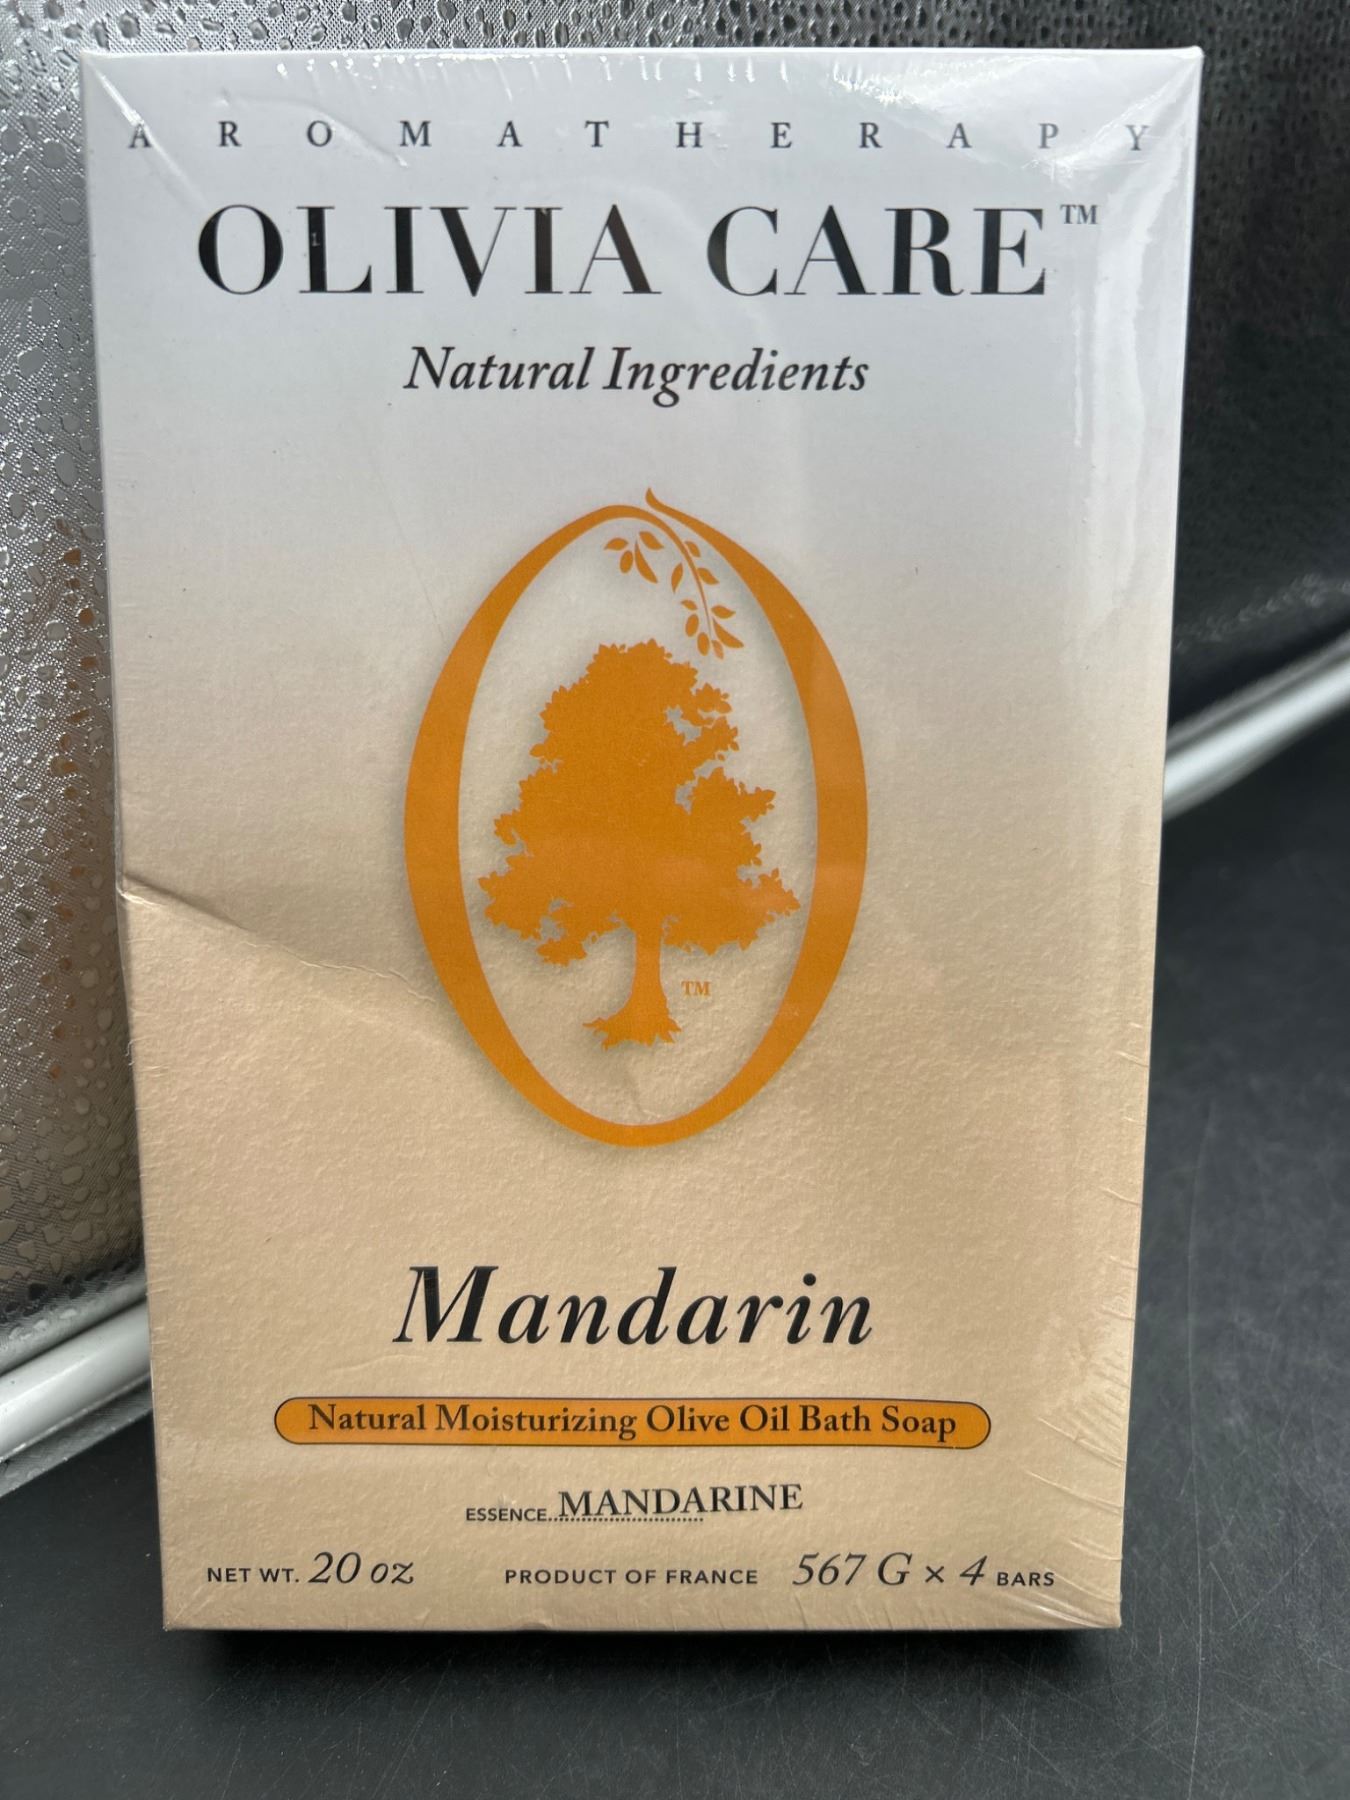 AROMATHERAPY
OLIVIA CARE™
Natural Ingredients
TM
Mandarin
Natural Moisturizing Olive Oil Bath Soap
ESSENCE..MANDARINE
NET WT. 20 oz PRODUCT OF FRANCE 567 G × 4 BARS